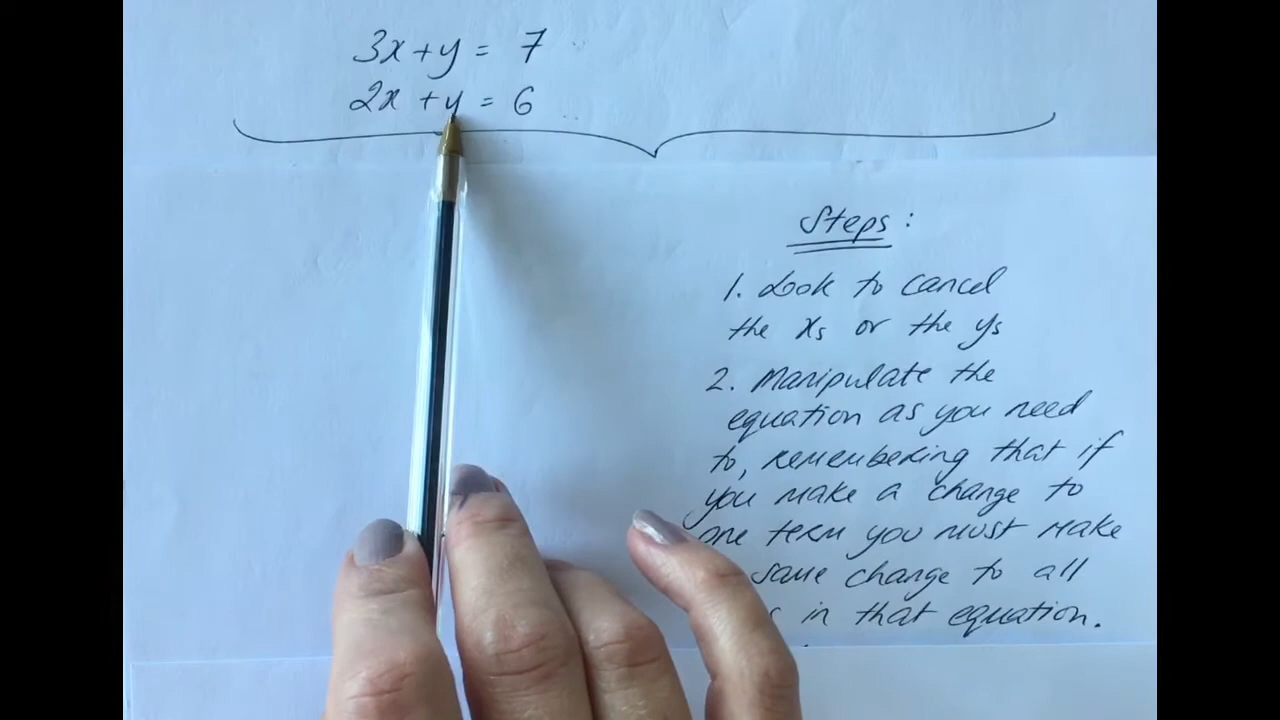 3x + y = 7
2x + y = 6
Steps:
1. Look to cancel
the xs or the ys
2. Manipulate the
equation as you need
to, remembering that if
you make a change to
one term you must make
same change to all
in that equation.